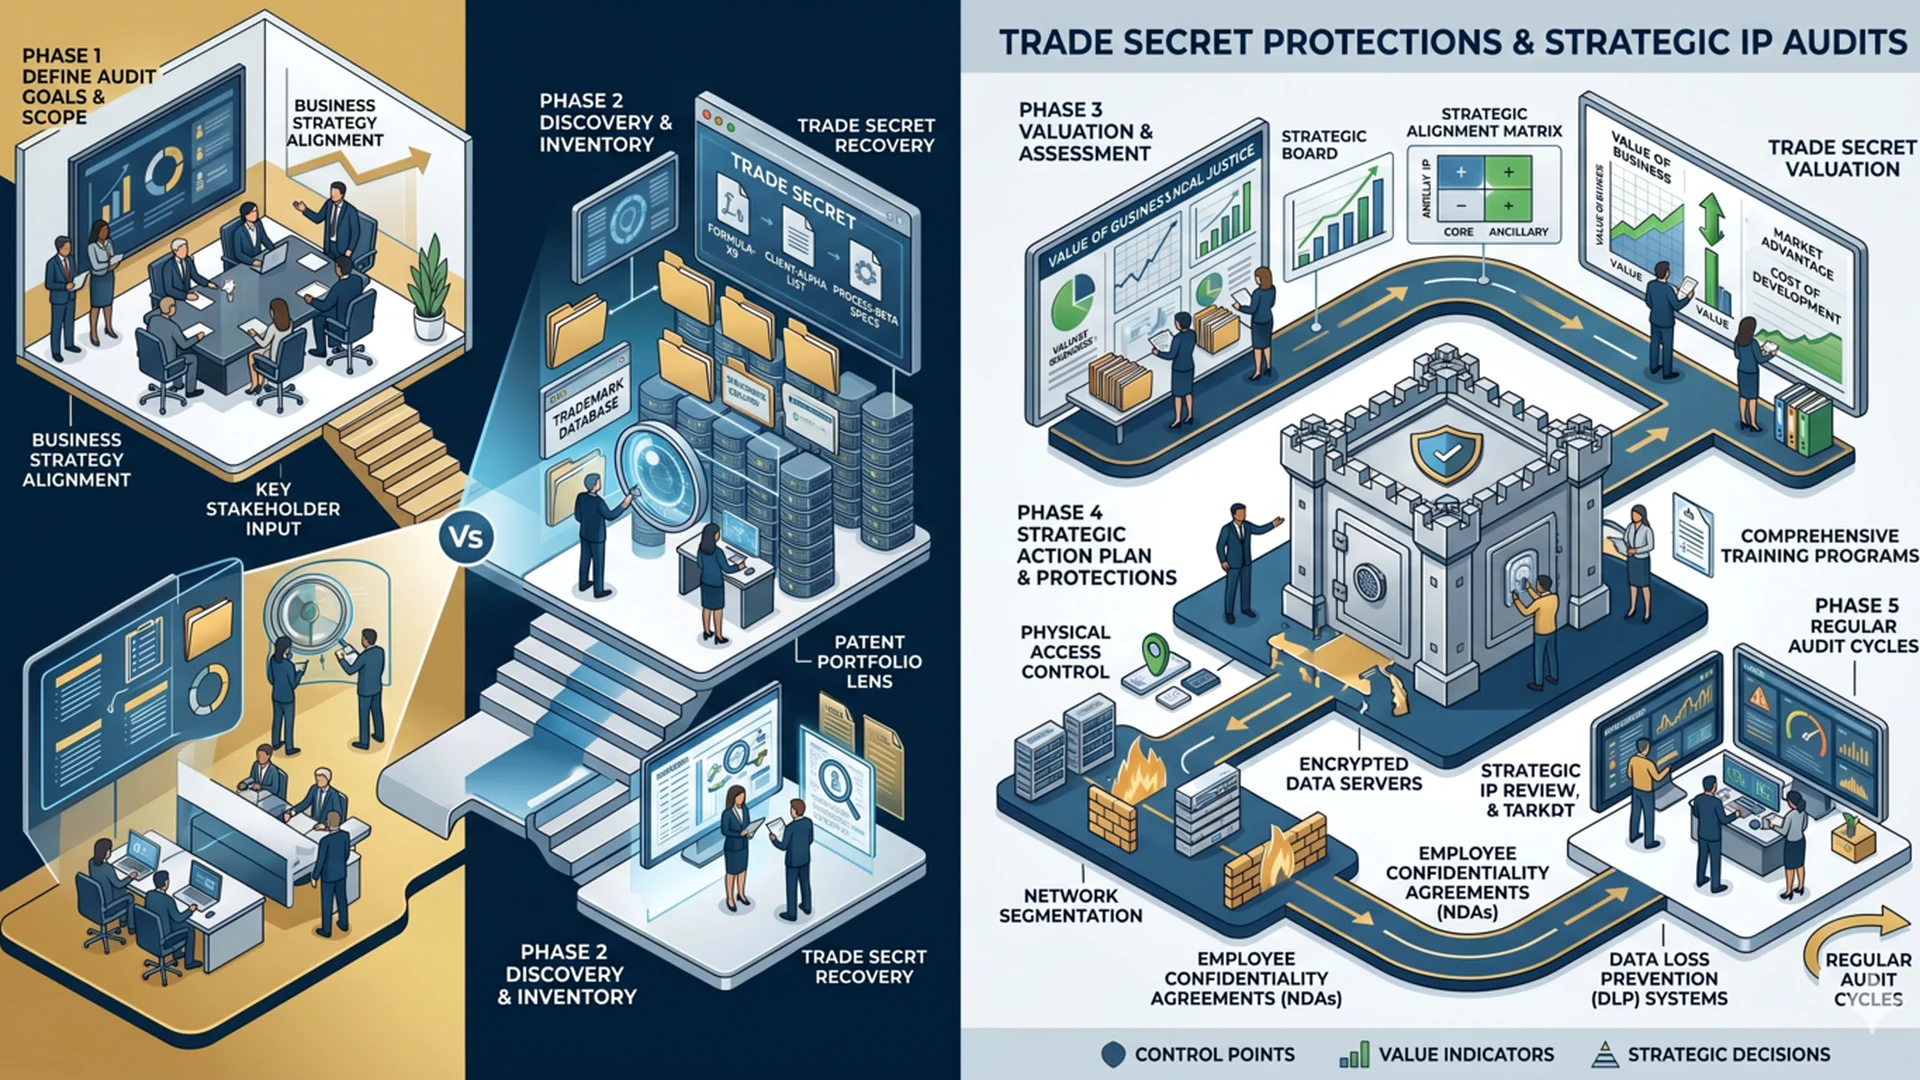 PHASE 1
DEFINE AUDIT
GOALS &
SCOPE
BUSINESS
STRATEGY
ALIGNMENT
BUSINESS
STRATEGY
ALIGNMENT
KEY
STAKEHOLDER
INPUT
Vs
PHASE 2
DISCOVERY &
INVENTORY
TRADE SECRET
RECOVERY
TRADE SECRET
FORMULA-
X9
CLIENT-ALPHA
LIST
PROCESS-BETA
SPECS
TRADEMARK
DATABASE
PATENT
PORTFOLIO
LENS
PHASE 2
DISCOVERY
& INVENTORY
TRADE SECRT
RECOVERY
TRADE SECRET PROTECTIONS & STRATEGIC IP AUDITS
PHASE 3
VALUATION &
ASSESSMENT
VALUE OF GUSINESS
JUSTICE
STRATEGIC
BOARD
STRATEGIC
ALIGNMENT MATRIX
+ +
− +
CORE ANCILLARY
VALUE OF
BUSINESS
VALUE
VALUE
MARKET
ADVANTAGE
COST OF
DEVELOPMENT
TRADE SECRET
VALUATION
PHASE 4
STRATEGIC
ACTION PLAN
& PROTECTIONS
COMPREHENSIVE
TRAINING PROGRAMS
PHASE 5
REGULAR
AUDIT CYCLES
PHYSICAL
ACCESS
CONTROL
ENCRYPTED
DATA SERVERS
STRATEGIC
IP REVIEW,
& TARKDT
NETWORK
SEGMENTATION
EMPLOYEE
CONFIDENTIALITY
AGREEMENTS
(NDAs)
EMPLOYEE
CONFIDENTIALITY
AGREEMENTS (NDAs)
DATA LOSS
PREVENTION
(DLP) SYSTEMS
REGULAR
AUDIT
CYCLES
CONTROL POINTS
VALUE INDICATORS
STRATEGIC DECISIONS